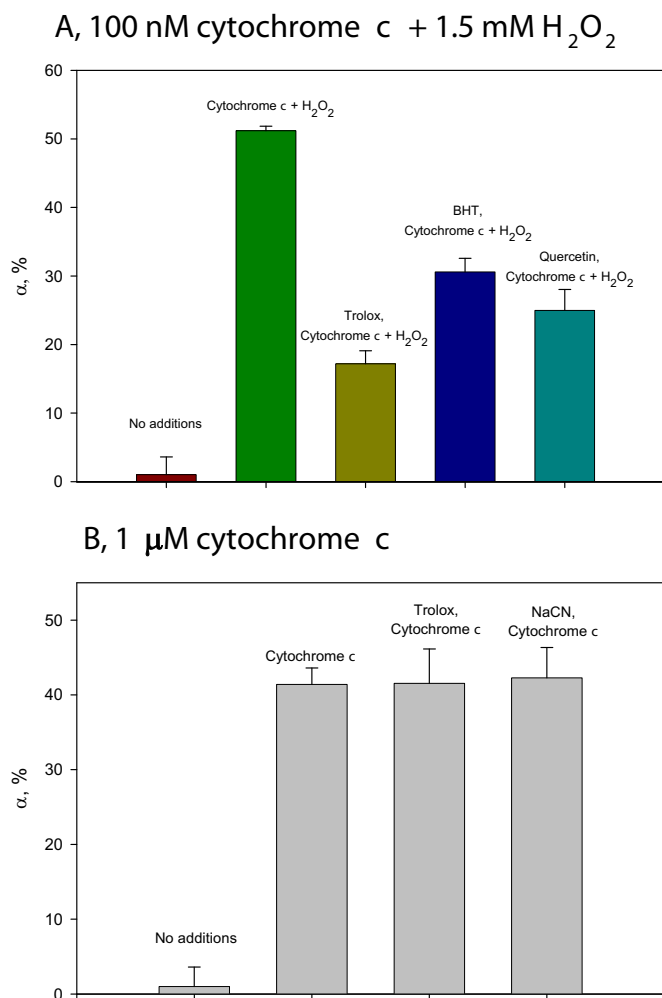 A, 100 nM cytochrome c + 1.5 mM H₂O₂
60
50
40
30
20
10
0
α, %
No additions
Cytochrome c + H₂O₂
Trolox,
Cytochrome c + H₂O₂
BHT,
Cytochrome c + H₂O₂
Quercetin,
Cytochrome c + H₂O₂
B, 1 μM cytochrome c
50
40
30
20
10
0
α, %
No additions
Cytochrome c
Trolox,
Cytochrome c
NaCN,
Cytochrome c